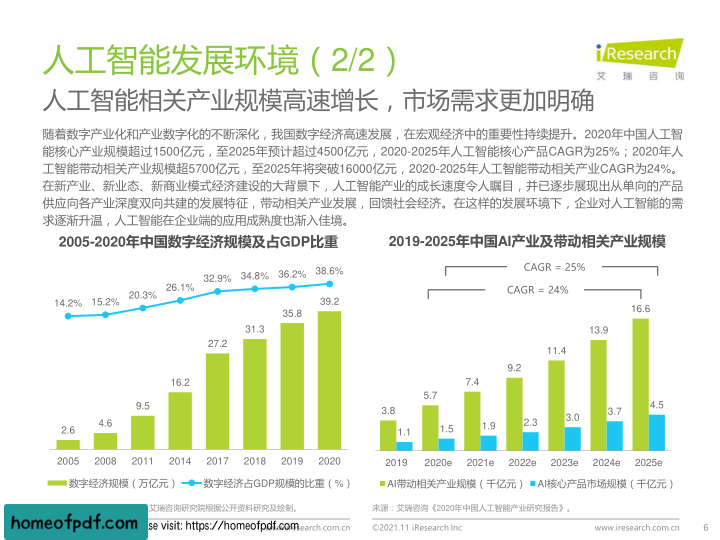 人工智能发展环境（2/2）
iResearch
艾 瑞 咨 询
人工智能相关产业规模高速增长，市场需求更加明确
随着数字产业化和产业数字化的不断深化，我国数字经济高速发展，在宏观经济中的重要性持续提升。2020年中国人工智
能核心产业规模超过1500亿元，至2025年预计超过4500亿元，2020-2025年人工智能核心产品CAGR为25%；2020年人
工智能带动相关产业规模超5700亿元，至2025年将突破16000亿元，2020-2025年人工智能带动相关产业CAGR为24%。
在新产业、新业态、新商业模式经济建设的大背景下，人工智能产业的成长速度令人瞩目，并已逐步展现出从单向的产品
供应向各产业深度双向共建的发展特征，带动相关产业发展，回馈社会经济。在这样的发展环境下，企业对人工智能的需
求逐渐升温，人工智能在企业端的应用成熟度也渐入佳境。
2005-2020年中国数字经济规模及占GDP比重
14.2% 15.2% 20.3% 26.1% 32.9% 34.8% 36.2% 38.6%
2.6 4.6 9.5 16.2 27.2 31.3 35.8 39.2
2005 2008 2011 2014 2017 2018 2019 2020
数字经济规模（万亿元） 数字经济占GDP规模的比重（%）
2019-2025年中国AI产业及带动相关产业规模
CAGR = 25%
CAGR = 24%
3.8 5.7 7.4 9.2 11.4 13.9 16.6
1.1 1.5 1.9 2.3 3.0 3.7 4.5
2019 2020e 2021e 2022e 2023e 2024e 2025e
AI带动相关产业规模（千亿元） AI核心产品市场规模（千亿元）
艾瑞咨询研究院根据公开资料研究及绘制。
来源：艾瑞咨询《2020年中国人工智能产业研究报告》。
homeofpdf.com
se visit: https://homeofpdf.com
www.iresearch.com.cn
©2021.11 iResearch Inc
www.iresearch.com.cn
6